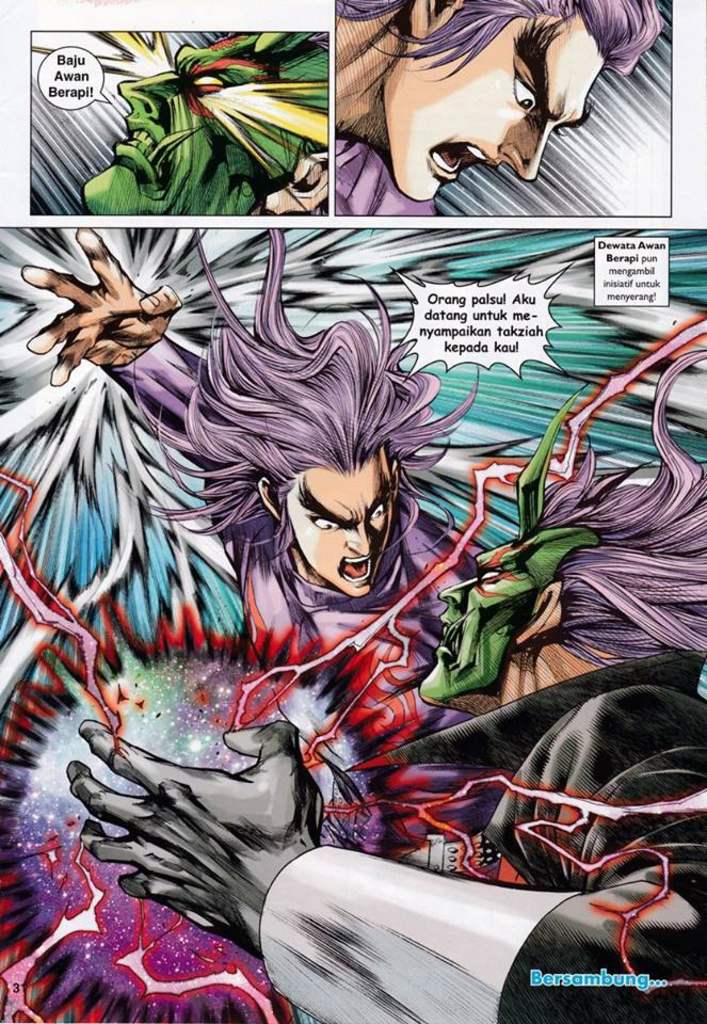 Baju
Awan
Berapi!
Dewata Awan
Berapi pun
mengambil
inisiatif untuk
menyerang!
Orang palsu! Aku
datang untuk me-
nyampaikan takziah
kepada kau!
Bersambung...
31